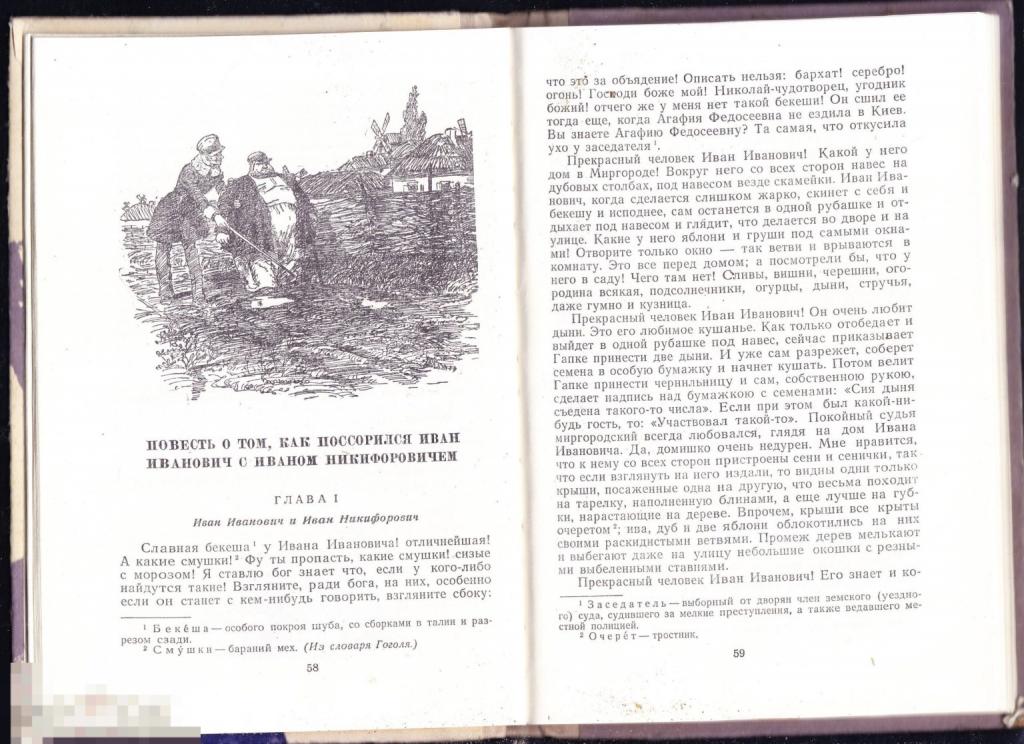 ПОВЕСТЬ О ТОМ, КАК ПОССОРИЛСЯ ИВАН
ИВАНОВИЧ С ИВАНОМ НИКИФОРОВИЧЕМ
ГЛАВА I
Иван Иванович и Иван Никифорович
Славная бекеша¹ у Ивана Ивановича! отличнейшая!
А какие смушки!² Фу ты пропасть, какие смушки! сизые
с морозом! Я ставлю бог знает что, если у кого-либо
найдутся такие! Взгляните, ради бога, на них, особенно
если он станет с кем-нибудь говорить, взгляните сбоку:
¹ Беке́ша — особого покроя шуба, со сборками в талии и раз-
резом сзади.
² Сму́шки — бараний мех. (Из словаря Гоголя.)
58
что это за объядение! Описать нельзя: бархат! серебро!
огонь! Господи боже мой! Николай-чудотворец, угодник
божий! отчего же у меня нет такой бекеши! Он сшил ее
тогда еще, когда Агафия Федосеевна не ездила в Киев.
Вы знаете Агафию Федосеевну? Та самая, что откусила
ухо у заседателя¹.
Прекрасный человек Иван Иванович! Какой у него
дом в Миргороде! Вокруг него со всех сторон навес на
дубовых столбах, под навесом везде скамейки. Иван Ива-
нович, когда сделается слишком жарко, скинет с себя и
бекешу и исподнее, сам останется в одной рубашке и от-
дыхает под навесом и глядит, что делается во дворе и на
улице. Какие у него яблони и груши под самыми окна-
ми! Отворите только окно — так ветви и врываются в
комнату. Это все перед домом; а посмотрели бы, что у
него в саду! Чего там нет! Сливы, вишни, черешни, ого-
родина всякая, подсолнечники, огурцы, дыни, стручья,
даже гумно и кузница.
Прекрасный человек Иван Иванович! Он очень любит
дыни. Это его любимое кушанье. Как только отобедает и
выйдет в одной рубашке под навес, сейчас приказывает
Гапке принести две дыни. И уже сам разрежет, соберет
семена в особую бумажку и начнет кушать. Потом велит
Гапке принести чернильницу и сам, собственною рукою,
сделает надпись над бумажкою с семенами: «Сия дыня
съедена такого-то числа». Если при этом был какой-ни-
будь гость, то: «Участвовал такой-то». Покойный судья
миргородский всегда любовался, глядя на дом Ивана
Ивановича. Да, домишко очень недурен. Мне нравится,
что к нему со всех сторон пристроены сени и сенички, так
что если взглянуть на него издали, то видны одни только
крыши, посаженные одна на другую, что весьма походит
на тарелку, наполненную блинами, а еще лучше на губ-
ки, нарастающие на дереве. Впрочем, крыши все крыты
очеретом²; ива, дуб и две яблони облокотились на них
своими раскидистыми ветвями. Промеж дерев мелькают
и выбегают даже на улицу небольшие окошки с резны-
ми выбеленными ставнями.
Прекрасный человек Иван Иванович! Его знает и ко-
¹ Заседатель — выборный от дворян член земского (уездно-
го) суда, судившего за мелкие преступления, а также ведавшего ме-
стной полицией.
² Очере́т — тростник.
59